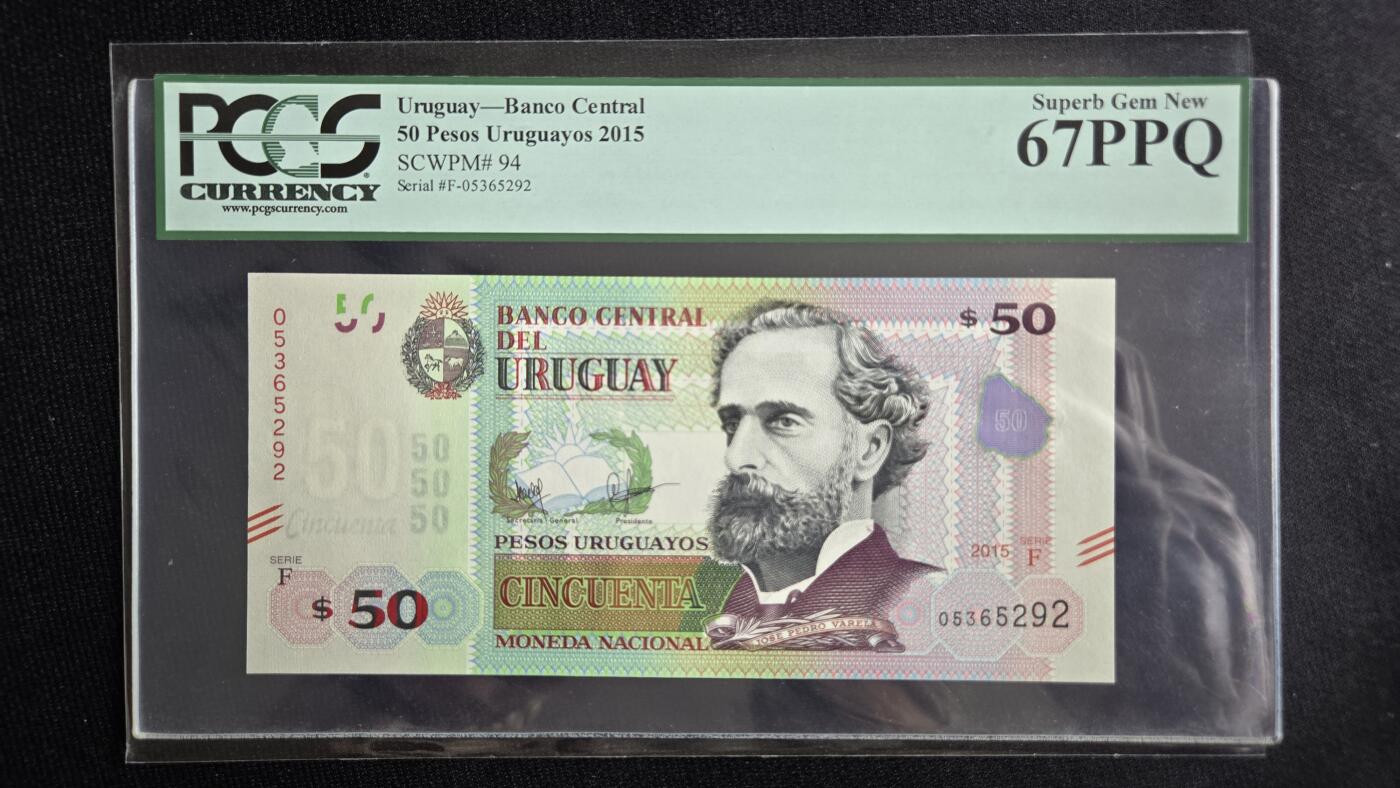 PCGS
CURRENCY
www.pcgscurrency.com
Uruguay—Banco Central
50 Pesos Uruguayos 2015
SCWPM# 94
Serial #F-05365292
Superb Gem New
67PPQ
05365292
BANCO CENTRAL
DEL
URUGUAY
$ 50
50
50
50
50
50
Cincuenta
Secretario General
Presidente
PESOS URUGUAYOS
CINCUENTA
MONEDA NACIONAL
SERIE
F
$ 50
2015
SERIE
F
JOSE PEDRO VARELA
05365292